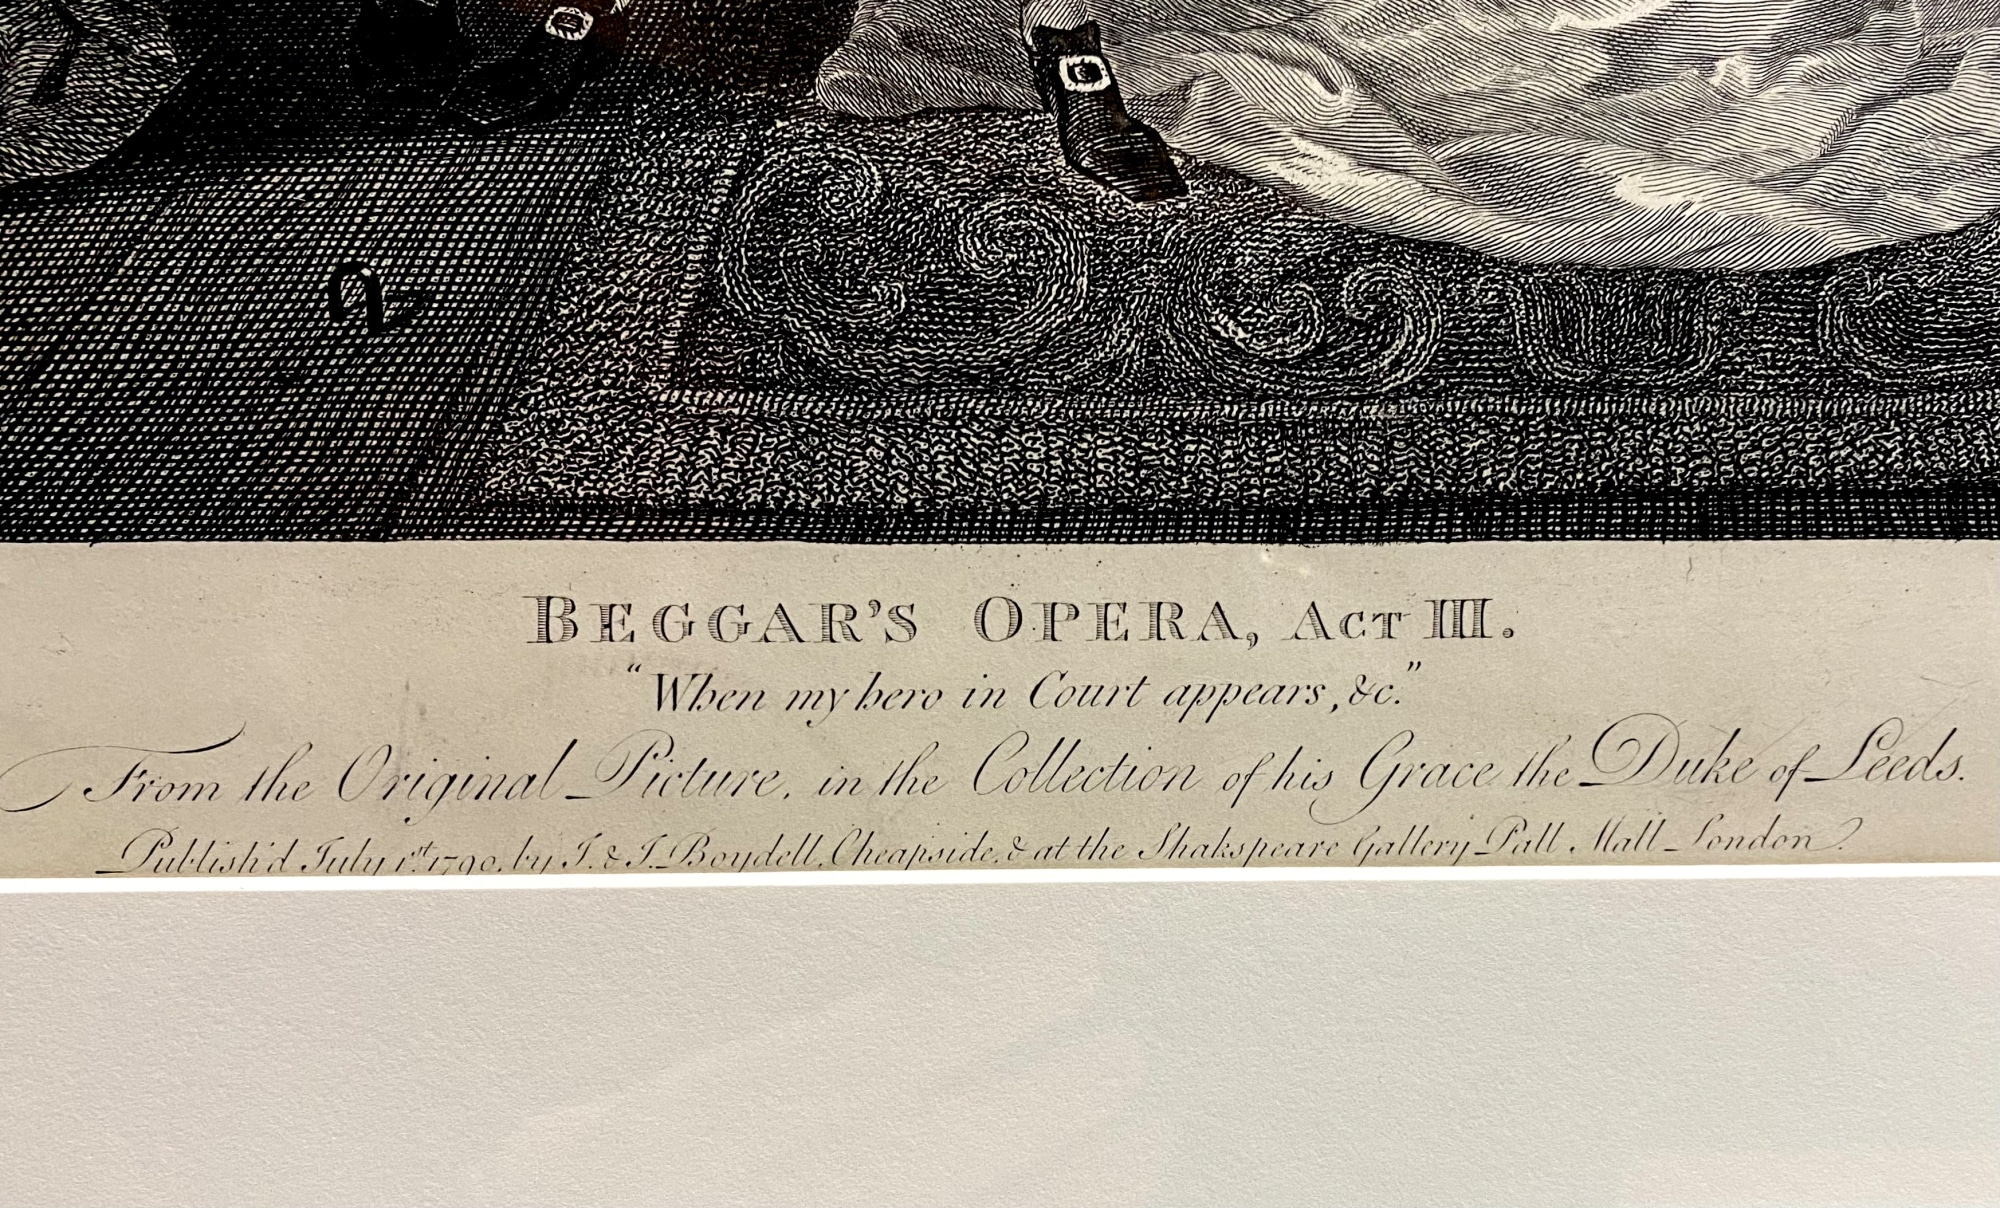 BEGGAR'S OPERA, ACT III.
"When my hero in Court appears, &c."
From the Original Picture, in the Collection of his Grace the Duke of Leeds.
Publish'd July 1st. 1790. by J. & J. Boydell, Cheapside, & at the Shakspeare Gallery Pall Mall London.